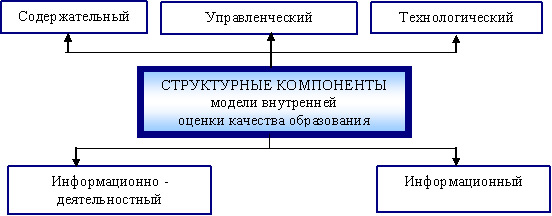 Содержательный
Управленческий
Технологический
СТРУКТУРНЫЕ КОМПОНЕНТЫ
модели внутренней
оценки качества образования
Информационно -
деятельностный
Информационный